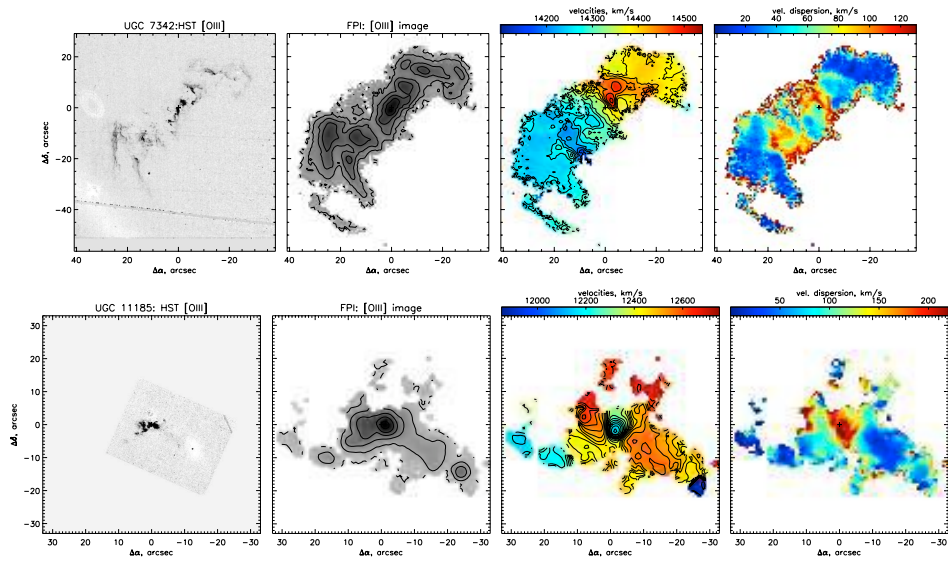 UGC 7342:HST [OIII]
FPI: [OIII] image
velocities, km/s
14200 14300 14400 14500
vel. dispersion, km/s
20 40 60 80 100 120
Δδ, arcsec
20
0
−20
−40
40 20 0 −20
Δα, arcsec
40 20 0 −20
Δα, arcsec
40 20 0 −20
Δα, arcsec
40 20 0 −20
Δα, arcsec
UGC 11185: HST [OIII]
FPI: [OIII] image
velocities, km/s
12000 12200 12400 12600
vel. dispersion, km/s
50 100 150 200
Δδ, arcsec
30
20
10
0
−10
−20
−30
30 20 10 0 −10 −20 −30
Δα, arcsec
30 20 10 0 −10 −20 −30
Δα, arcsec
30 20 10 0 −10 −20 −30
Δα, arcsec
30 20 10 0 −10 −20 −30
Δα, arcsec